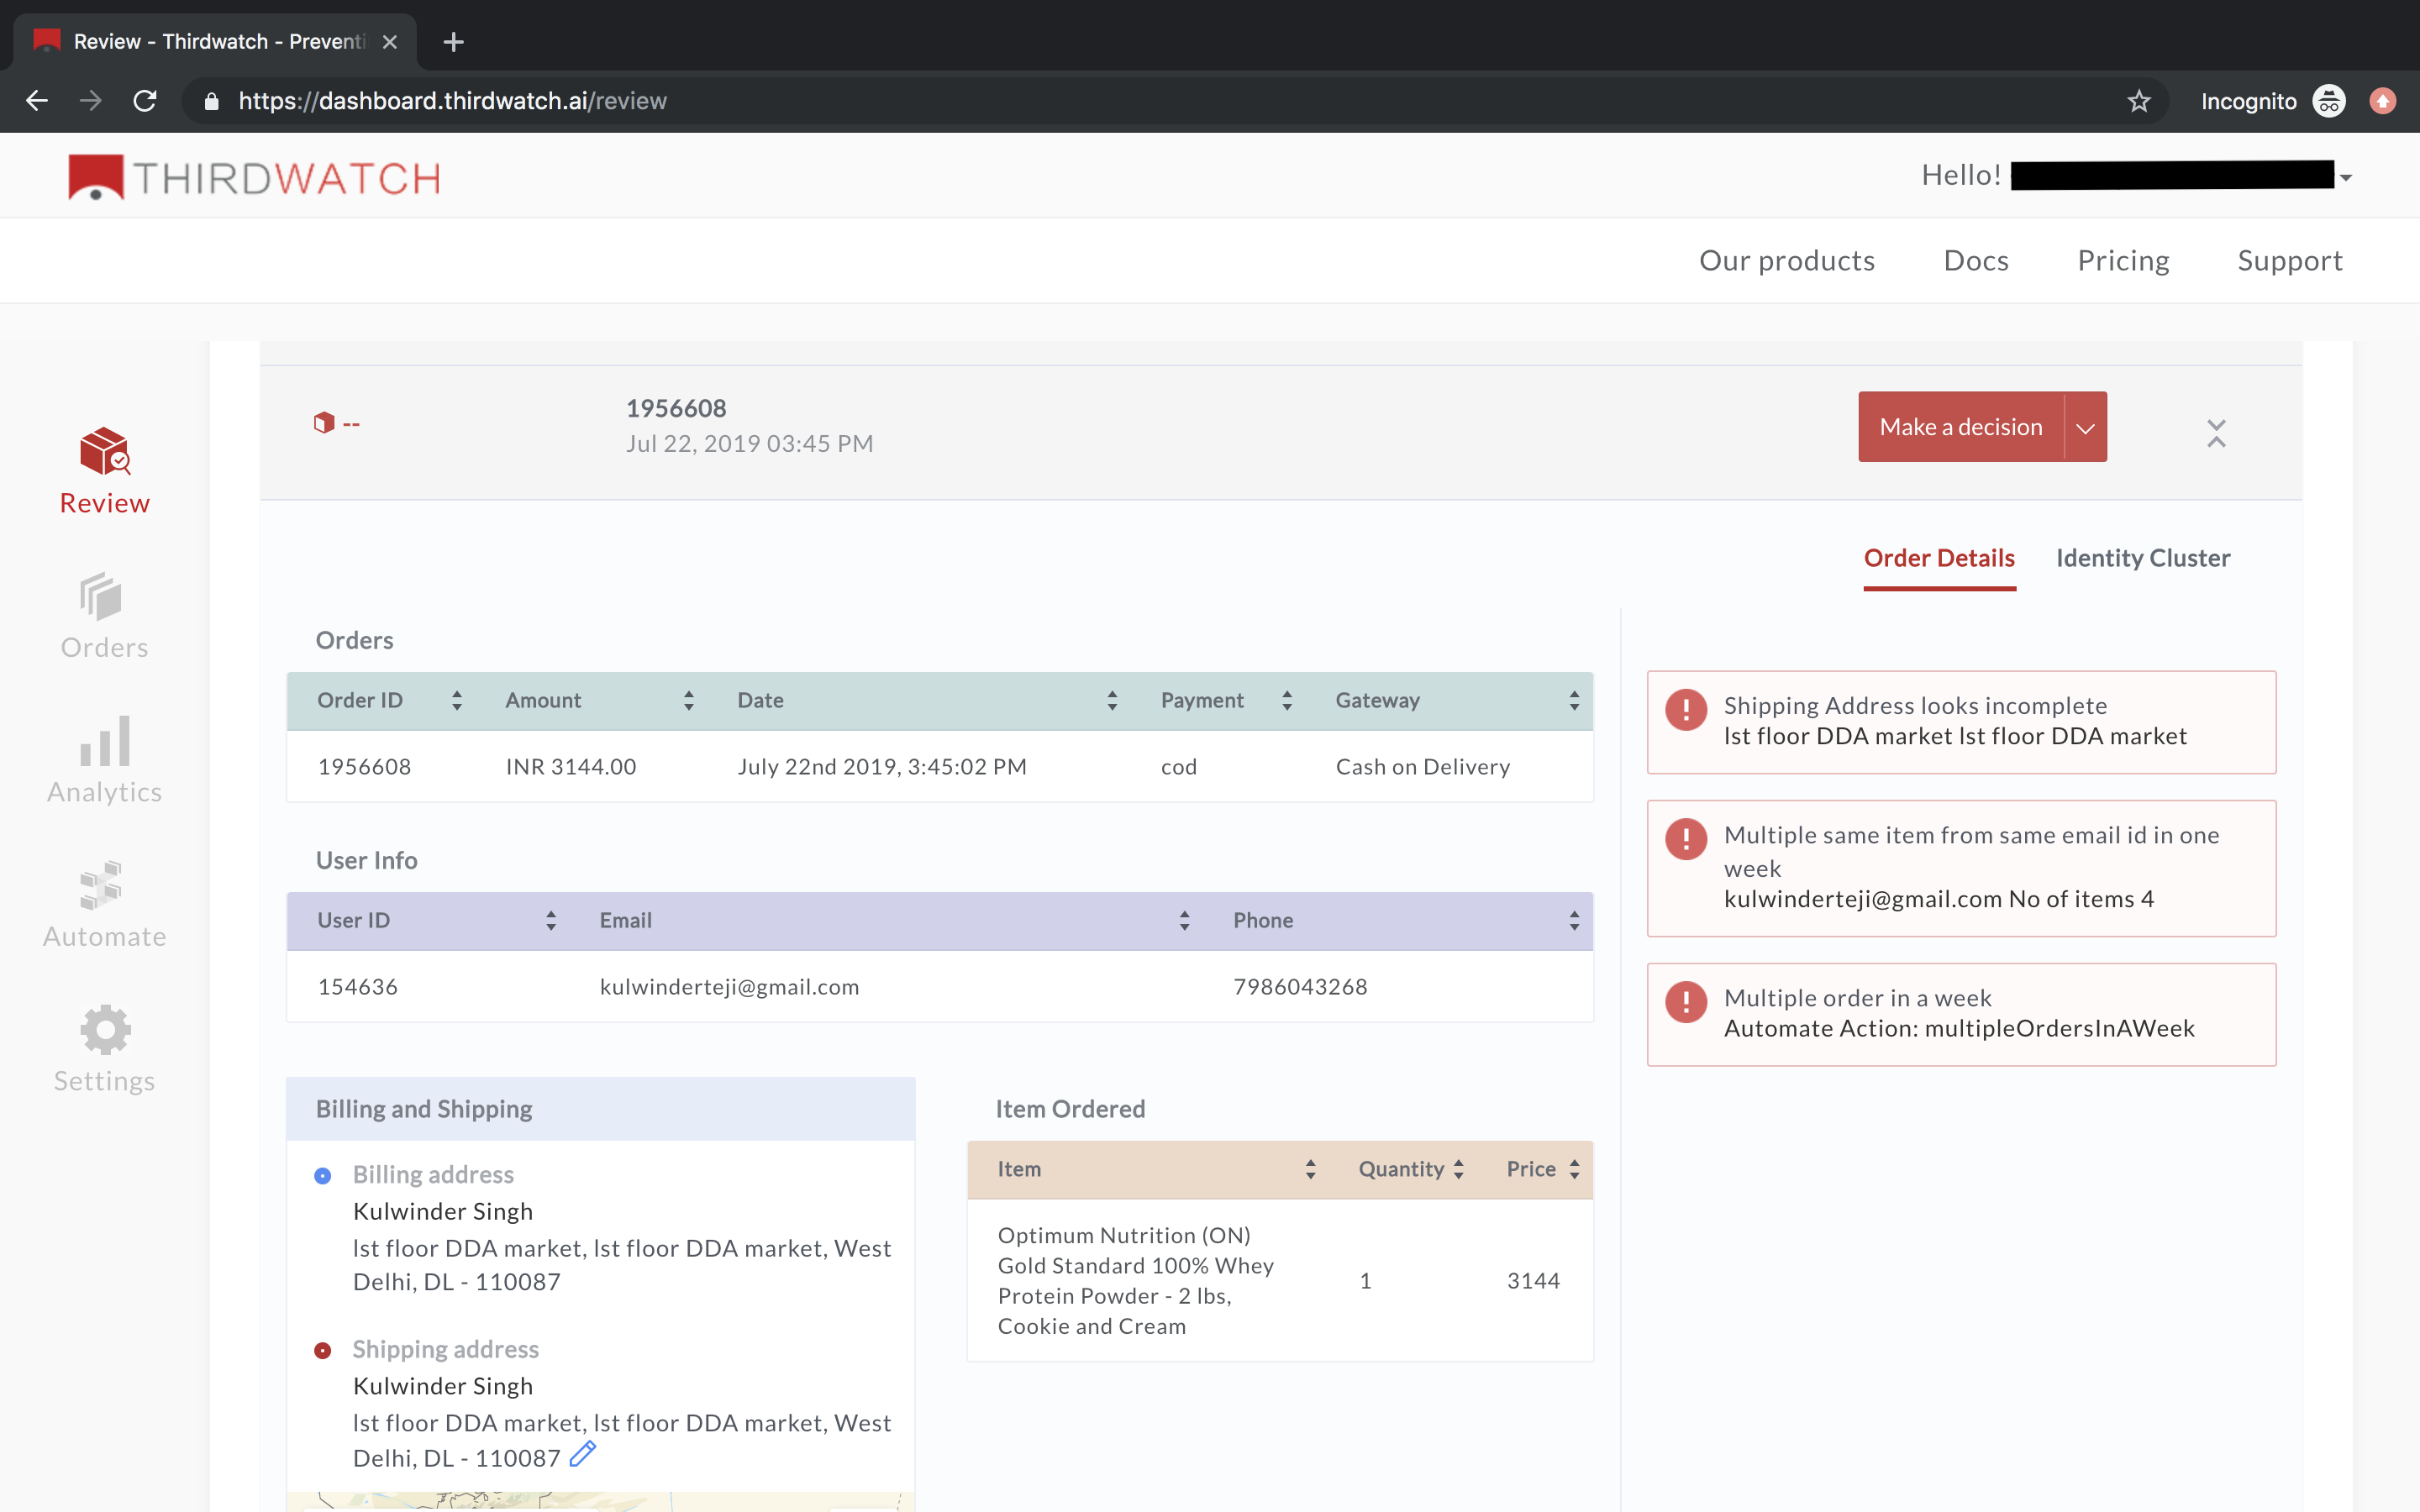 Review - Thirdwatch - Preventi
https://dashboard.thirdwatch.ai/review
Incognito
THIRDWATCH
Hello!
Our products
Docs
Pricing
Support
Review
Orders
Analytics
Automate
Settings
--
1956608
Jul 22, 2019 03:45 PM
Make a decision
Order Details
Identity Cluster
Orders
Order ID Amount Date Payment Gateway
1956608 INR 3144.00 July 22nd 2019, 3:45:02 PM cod Cash on Delivery
User Info
User ID Email Phone
154636 kulwinderteji@gmail.com 7986043268
Billing and Shipping
Billing address
Kulwinder Singh
lst floor DDA market, lst floor DDA market, West
Delhi, DL - 110087
Shipping address
Kulwinder Singh
lst floor DDA market, lst floor DDA market, West
Delhi, DL - 110087
Item Ordered
Item Quantity Price
Optimum Nutrition (ON)
Gold Standard 100% Whey
Protein Powder - 2 lbs,
Cookie and Cream
1
3144
Shipping Address looks incomplete
lst floor DDA market lst floor DDA market
Multiple same item from same email id in one
week
kulwinderteji@gmail.com No of items 4
Multiple order in a week
Automate Action: multipleOrdersInAWeek